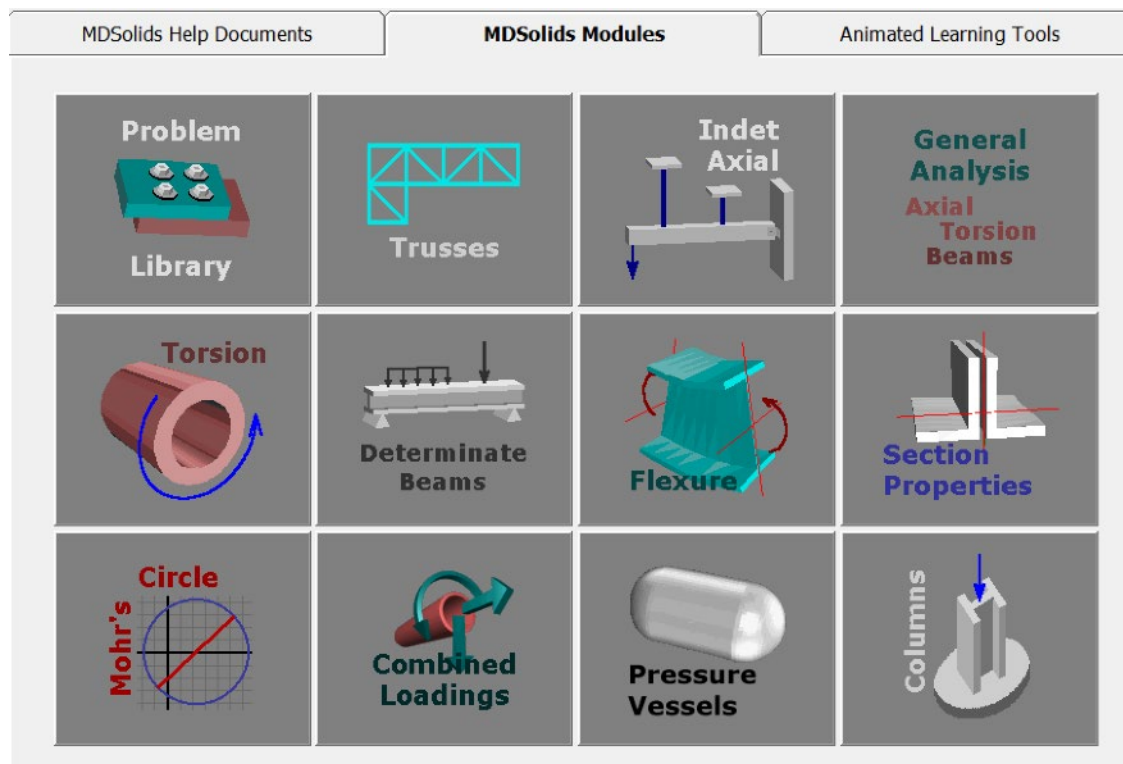 MDSolids Help Documents
MDSolids Modules
Animated Learning Tools
Problem
Library
Trusses
Indet
Axial
General
Analysis
Axial
Torsion
Beams
Torsion
Determinate
Beams
Flexure
Section
Properties
Mohr's
Circle
Combined
Loadings
Pressure
Vessels
Columns